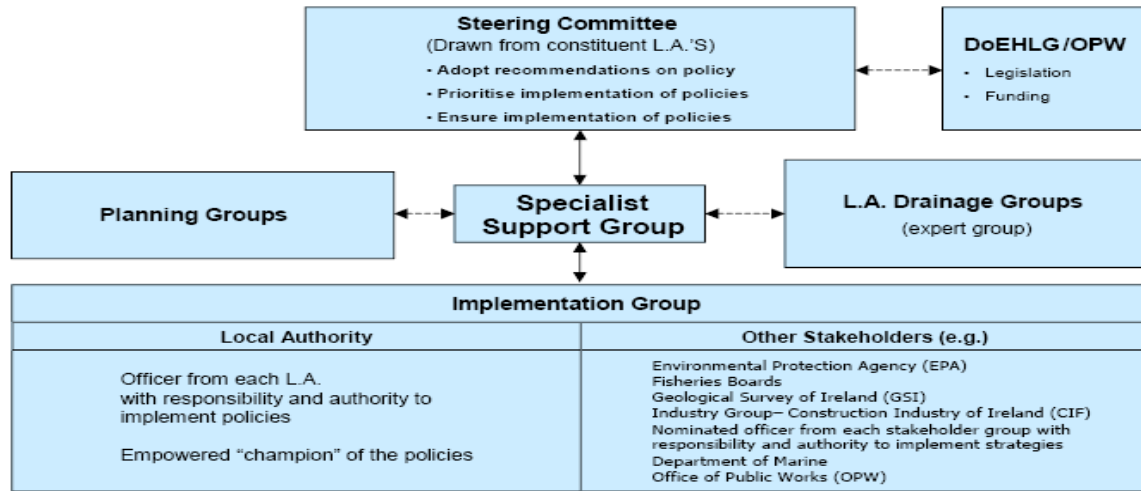 Steering Committee
(Drawn from constituent L.A.'S)
• Adopt recommendations on policy
• Prioritise implementation of policies
• Ensure implementation of policies
DoEHLG/OPW
• Legislation
• Funding
Planning Groups
Specialist
Support Group
L.A. Drainage Groups
(expert group)
Implementation Group
Local Authority
Officer from each L.A.
with responsibility and authority to
implement policies
Empowered “champion” of the policies
Other Stakeholders (e.g.)
Environmental Protection Agency (EPA)
Fisheries Boards
Geological Survey of Ireland (GSI)
Industry Group– Construction Industry of Ireland (CIF)
Nominated officer from each stakeholder group with
responsibility and authority to implement strategies
Department of Marine
Office of Public Works (OPW)